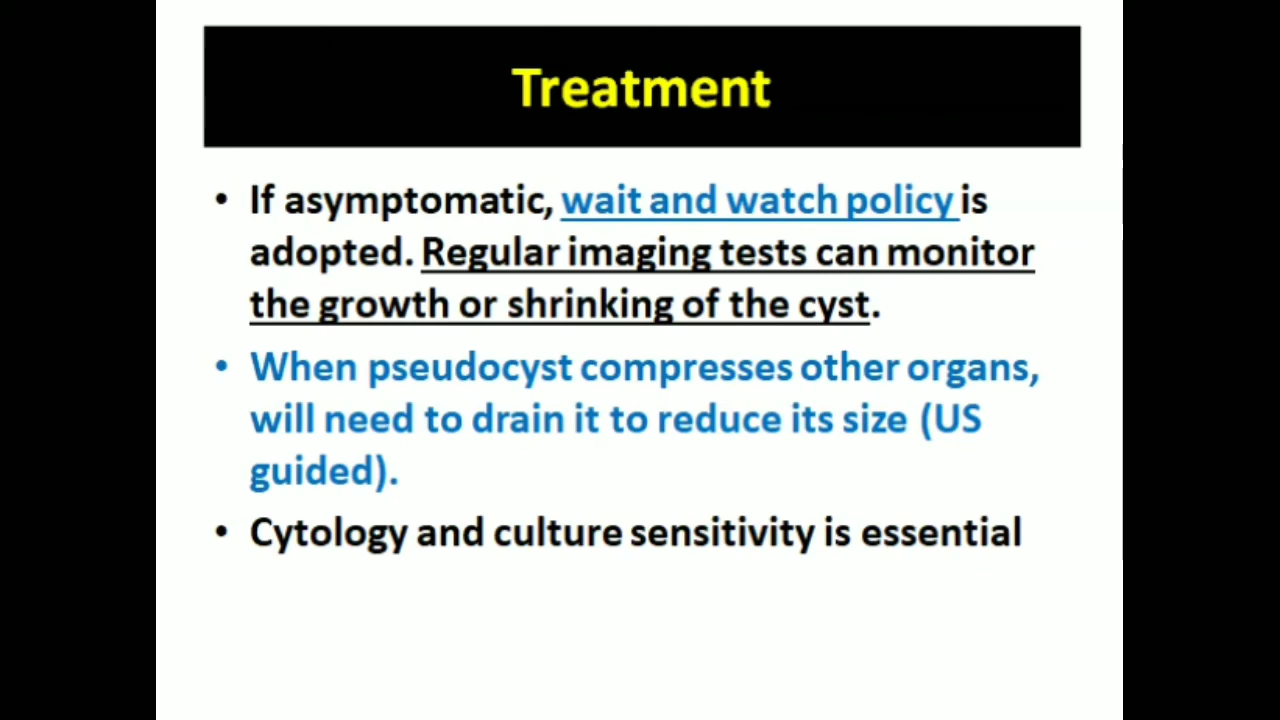 Treatment
• If asymptomatic, wait and watch policy is
adopted. Regular imaging tests can monitor
the growth or shrinking of the cyst.
• When pseudocyst compresses other organs,
will need to drain it to reduce its size (US
guided).
• Cytology and culture sensitivity is essential